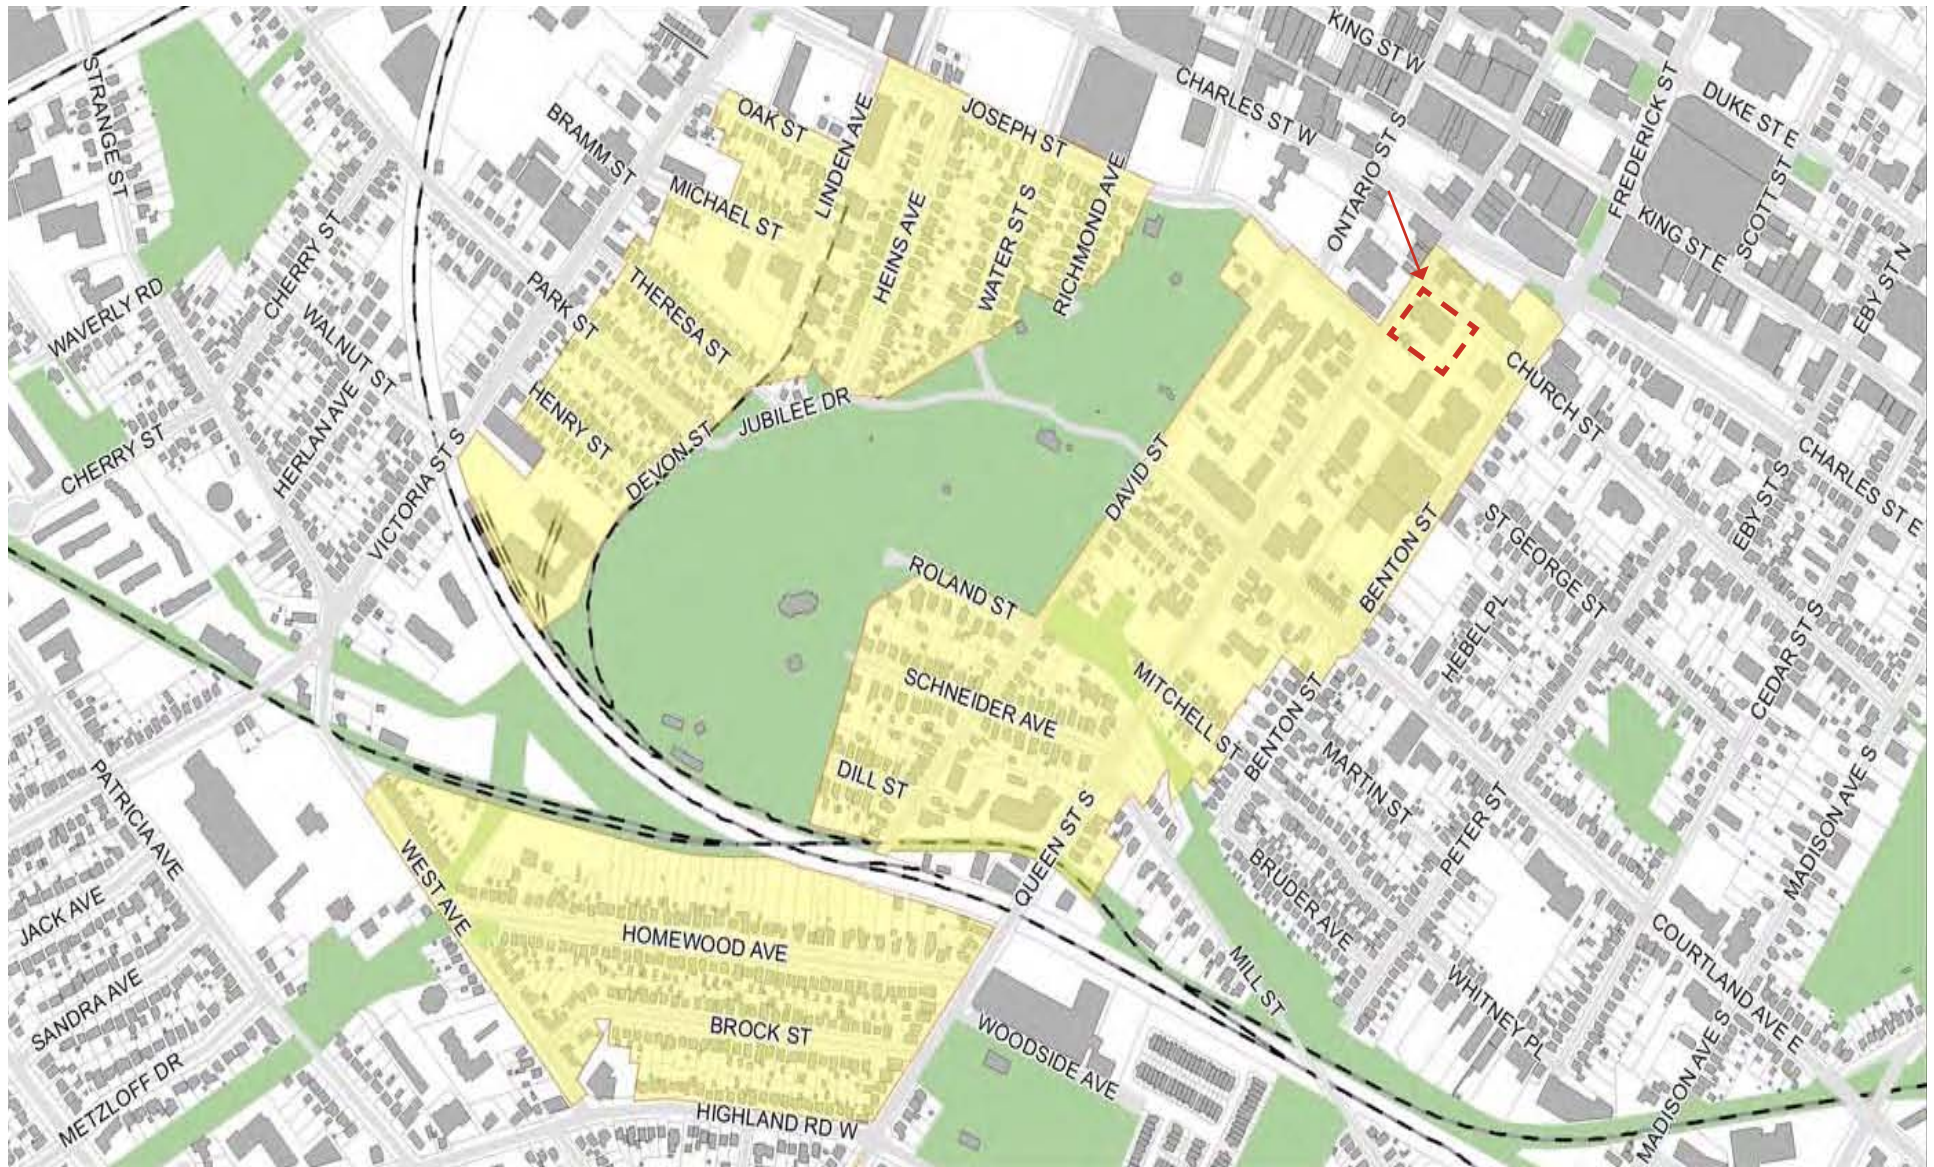 KING ST W
STRANGE ST
DUKE ST E
FREDERICK ST
CHARLES ST W
OAK ST
LINDEN AVE
JOSEPH ST
BRAMM ST
ONTARIO ST S
SCOTT ST E
MICHAEL ST
HEINS AVE
WATER ST S
RICHMOND AVE
KING ST E
CHERRY ST
EBY ST N
WAVERLY RD
PARK ST
THERESA ST
WALNUT ST
CHURCH ST
HENRY ST
JUBILEE DR
HERLAN AVE
CHERRY ST
VICTORIA ST S
DEVON ST
DAVID ST
CHARLES ST E
EBY ST S
ST GEORGE ST
BENTON ST
ROLAND ST
HEBEL PL
CEDAR ST S
SCHNEIDER AVE
MITCHELL ST
BENTON ST
MARTIN ST
DILL ST
PATRICIA AVE
QUEEN ST S
PETER ST
MADISON AVE S
WEST AVE
BRUDER AVE
JACK AVE
HOMEWOOD AVE
COURTLAND AVE E
MILL ST
SANDRA AVE
BROCK ST
WHITNEY PL
WOODSIDE AVE
METZLOFF DR
HIGHLAND RD W
MADISON AVE S